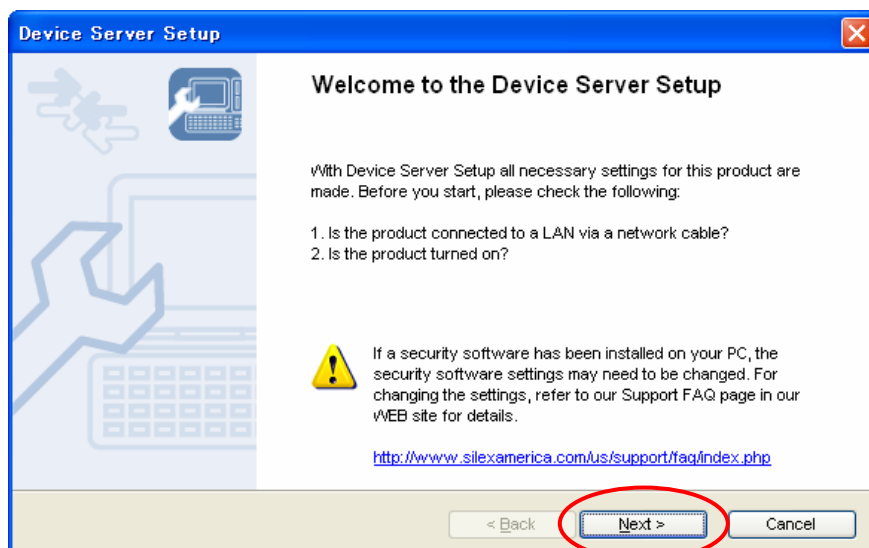 Device Server Setup
Welcome to the Device Server Setup
With Device Server Setup all necessary settings for this product are
made. Before you start, please check the following:
1. Is the product connected to a LAN via a network cable?
2. Is the product turned on?
If a security software has been installed on your PC, the
security software settings may need to be changed. For
changing the settings, refer to our Support FAQ page in our
WEB site for details.
http://www.silexamerica.com/us/support/faq/index.php
< Back Next > Cancel